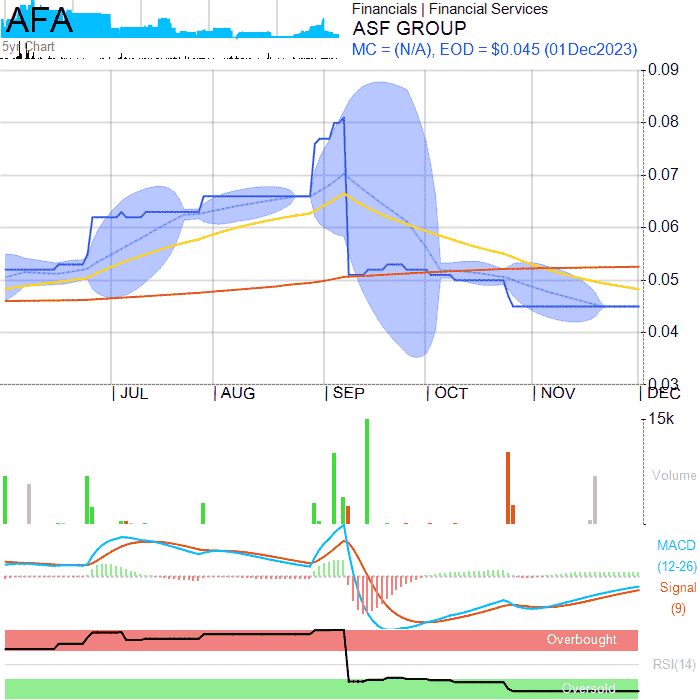 AFA
5yr Chart
Financials | Financial Services
ASF GROUP
MC = (N/A), EOD = $0.045 (01Dec2023)
0.09
0.08
0.07
0.06
0.05
0.04
0.03
JUL AUG SEP OCT NOV DEC
15k
Volume
MACD
(12-26)
Signal
(9)
Overbought
RSI(14)
Oversold